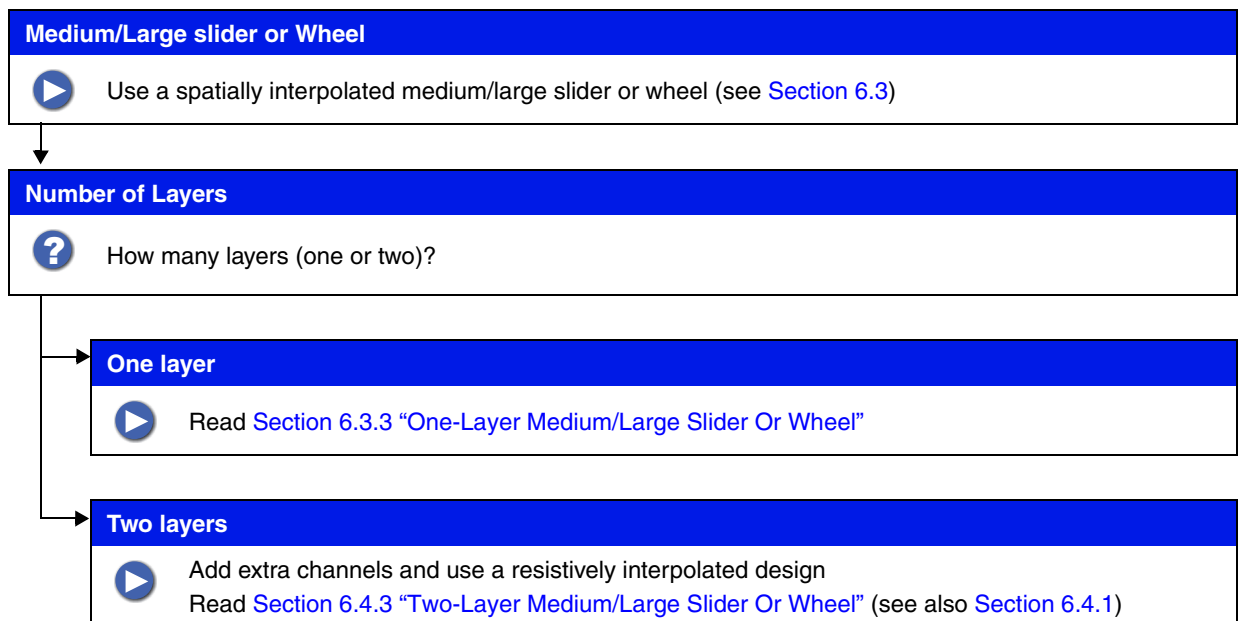 Medium/Large slider or Wheel
Use a spatially interpolated medium/large slider or wheel (see Section 6.3)
Number of Layers
?
How many layers (one or two)?
One layer
Read Section 6.3.3 “One-Layer Medium/Large Slider Or Wheel”
Two layers
Add extra channels and use a resistively interpolated design
Read Section 6.4.3 “Two-Layer Medium/Large Slider Or Wheel” (see also Section 6.4.1)